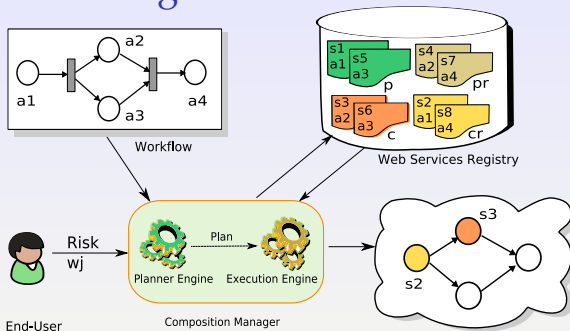 a2
a1
a4
a3
Workflow
s1
a1
s5
a3
p
s4
a2
s7
a4
pr
s3
a2
s6
a3
c
s2
a1
s8
a4
cr
Web Services Registry
Risk
wj
End-User
Plan
Planner Engine
Execution Engine
Composition Manager
s3
s2